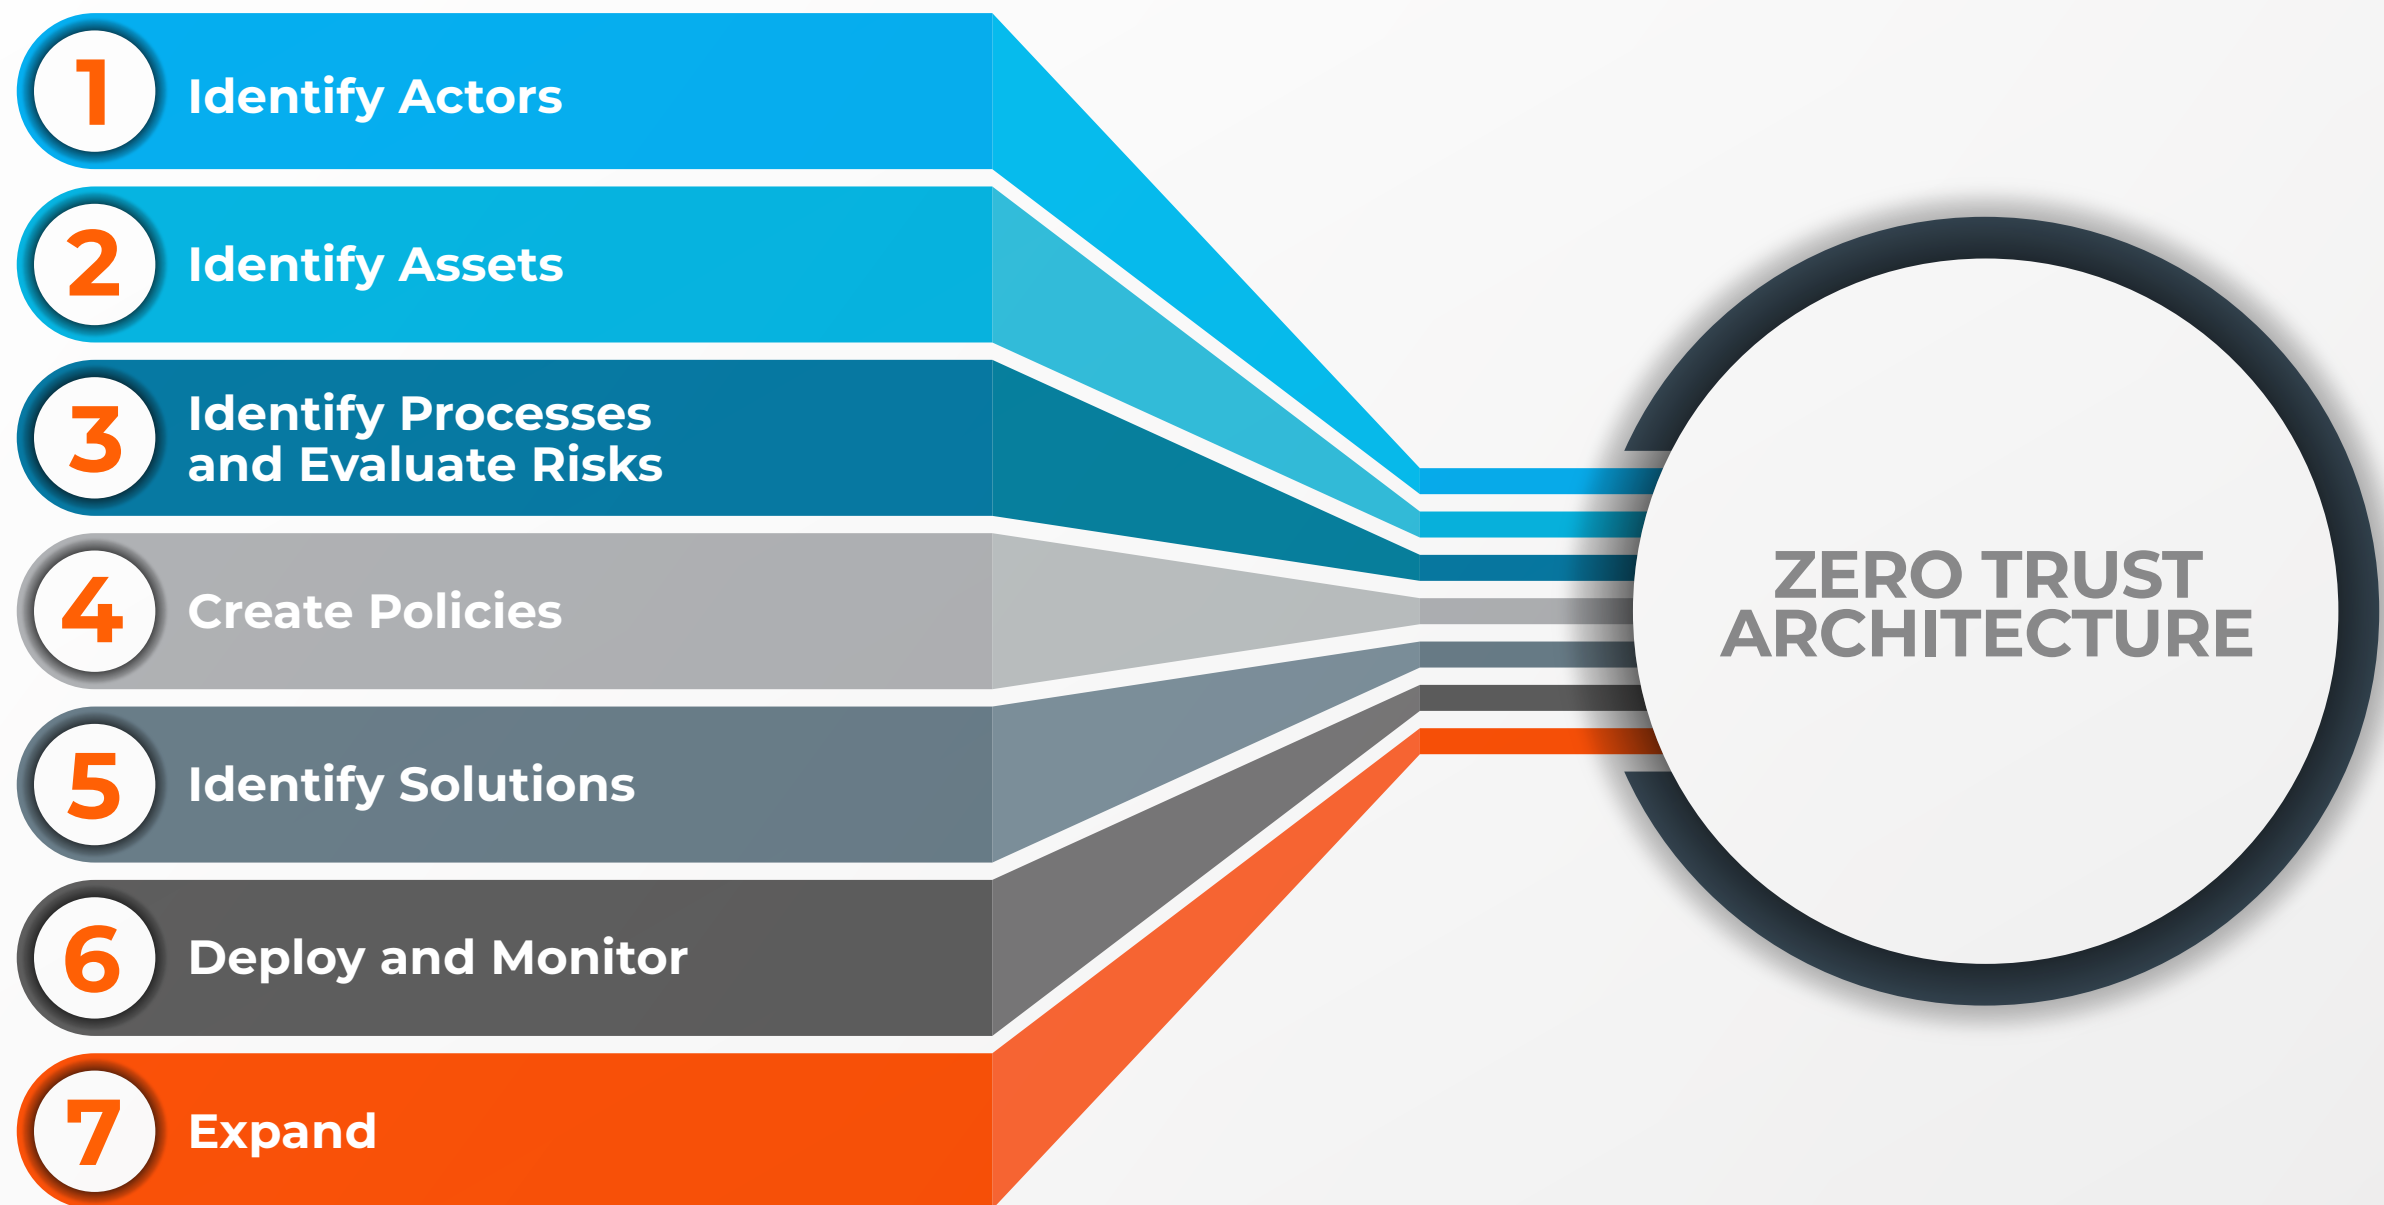 1
Identify Actors
2
Identify Assets
3
Identify Processes
and Evaluate Risks
4
Create Policies
5
Identify Solutions
6
Deploy and Monitor
7
Expand
ZERO TRUST
ARCHITECTURE